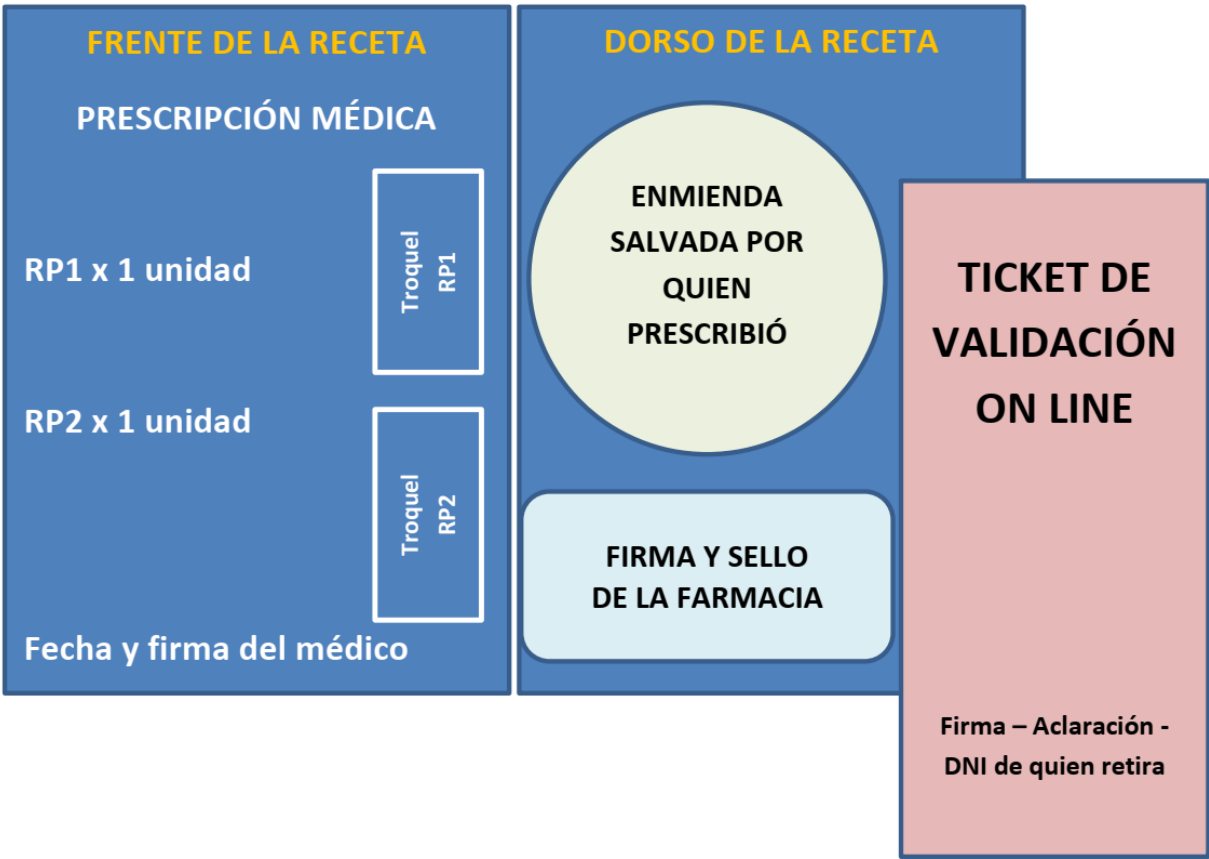 FRENTE DE LA RECETA
PRESCRIPCIÓN MÉDICA
RP1 x 1 unidad
Troquel
RP1
RP2 x 1 unidad
Troquel
RP2
Fecha y firma del médico
DORSO DE LA RECETA
ENMIENDA
SALVADA POR
QUIEN
PRESCRIBIÓ
FIRMA Y SELLO
DE LA FARMACIA
TICKET DE
VALIDACIÓN
ON LINE
Firma – Aclaración -
DNI de quien retira